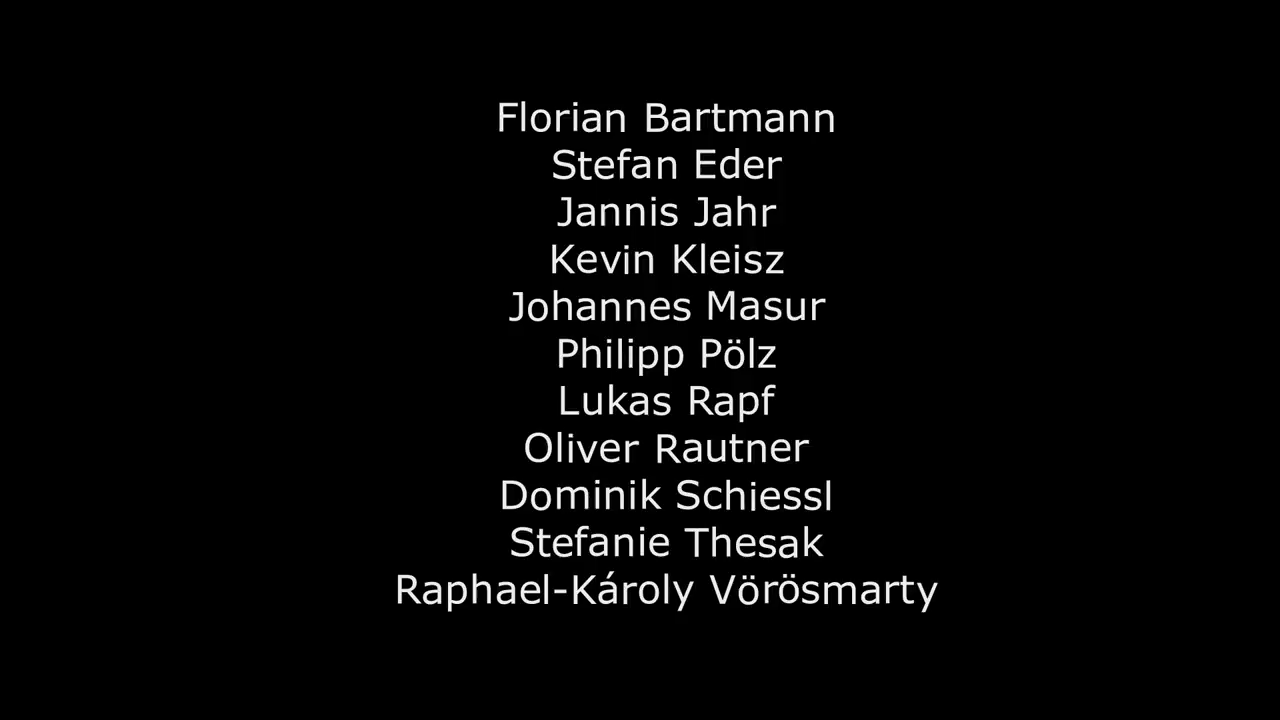 Florian Bartmann
Stefan Eder
Jannis Jahr
Kevin Kleisz
Johannes Masur
Philipp Pölz
Lukas Rapf
Oliver Rautner
Dominik Schiessl
Stefanie Thesak
Raphael-Károly Vörösmarty